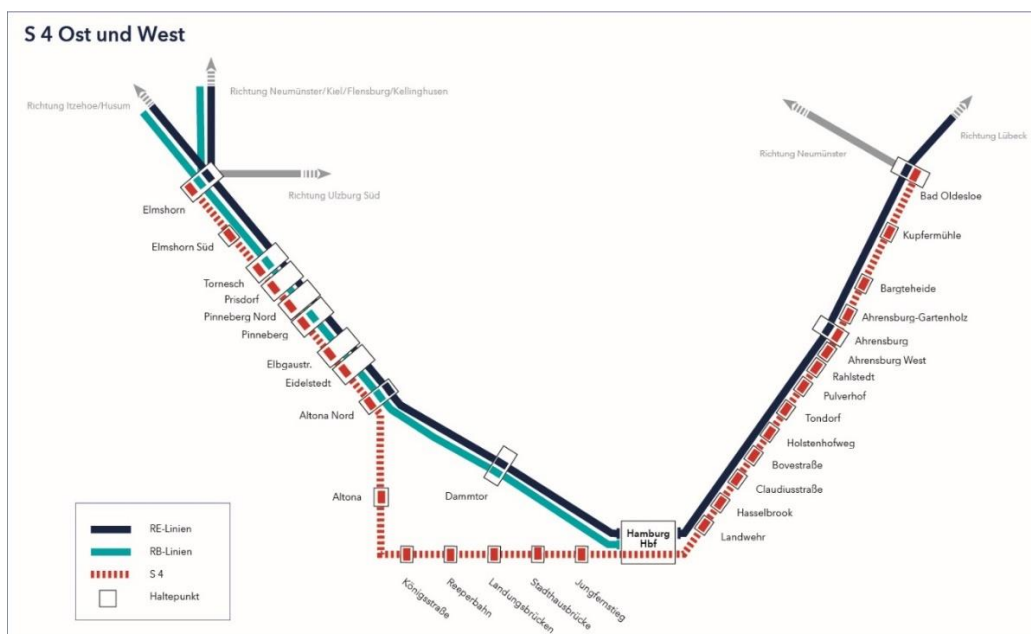 S 4 Ost und West
Richtung Itzehoe/Husum
Richtung Neumünster/Kiel/Flensburg/Kellinghusen
Richtung Ulzburg Süd
Richtung Neumünster
Richtung Lübeck
Elmshorn
Elmshorn Süd
Tornesch
Prisdorf
Pinneberg Nord
Pinneberg
Elbgaustr.
Eidelstedt
Altona Nord
Altona
Dammtor
Königsstraße
Reeperbahn
Landungsbrücken
Stadthausbrücke
Jungfernstieg
Hamburg
Hbf
Bad Oldesloe
Kupfermühle
Bargteheide
Ahrensburg-Gartenholz
Ahrensburg
Ahrensburg West
Rahlstedt
Pulverhof
Tondorf
Holstenhofweg
Bovestraße
Claudiusstraße
Hasselbrook
Landwehr
RE-Linien
RB-Linien
S 4
Haltepunkt